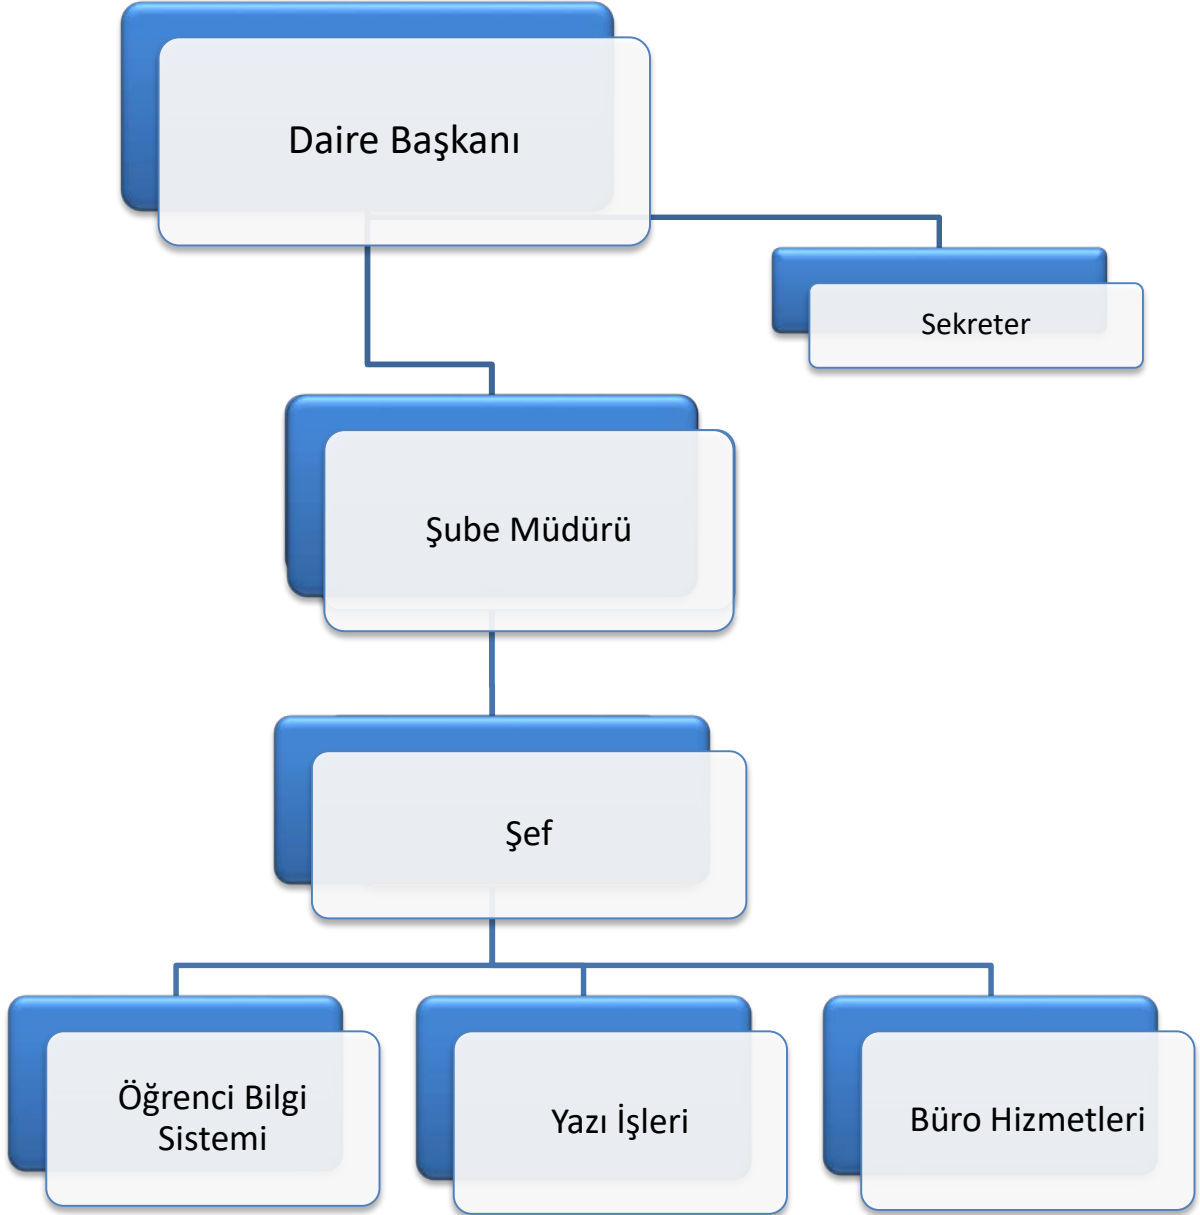 Daire Başkanı
Sekreter
Şube Müdürü
Şef
Öğrenci Bilgi
Sistemi
Yazı İşleri
Büro Hizmetleri